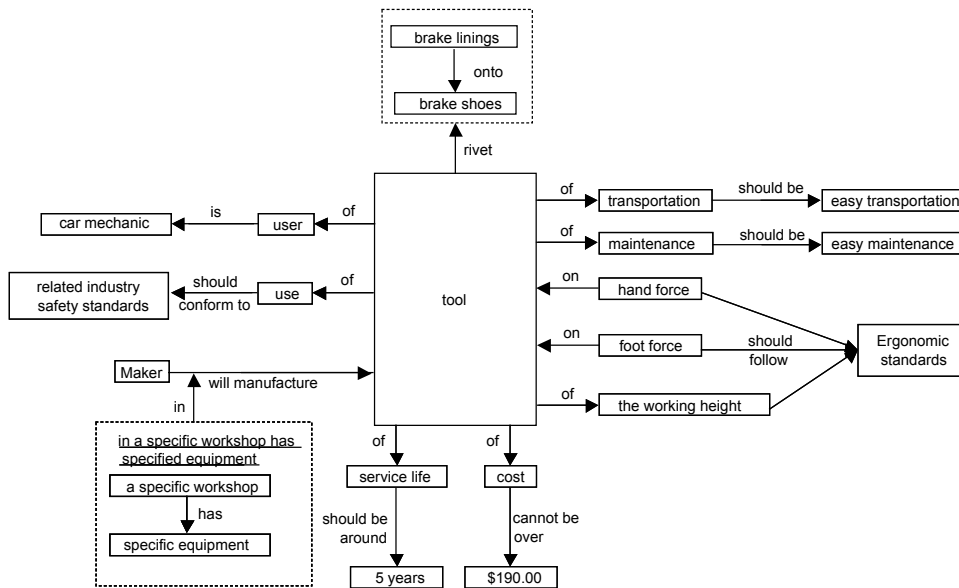 brake linings
onto
brake shoes
rivet
of
transportation
should be
easy transportation
car mechanic
is
user
of
of
maintenance
should be
easy maintenance
related industry
safety standards
should
conform to
use
of
tool
on
hand force
on
foot force
should
follow
Ergonomic
standards
Maker
will manufacture
of
the working height
in
in a specific workshop has
specified equipment
a specific workshop
has
specific equipment
of
service life
should be
around
5 years
of
cost
cannot be
over
$190.00